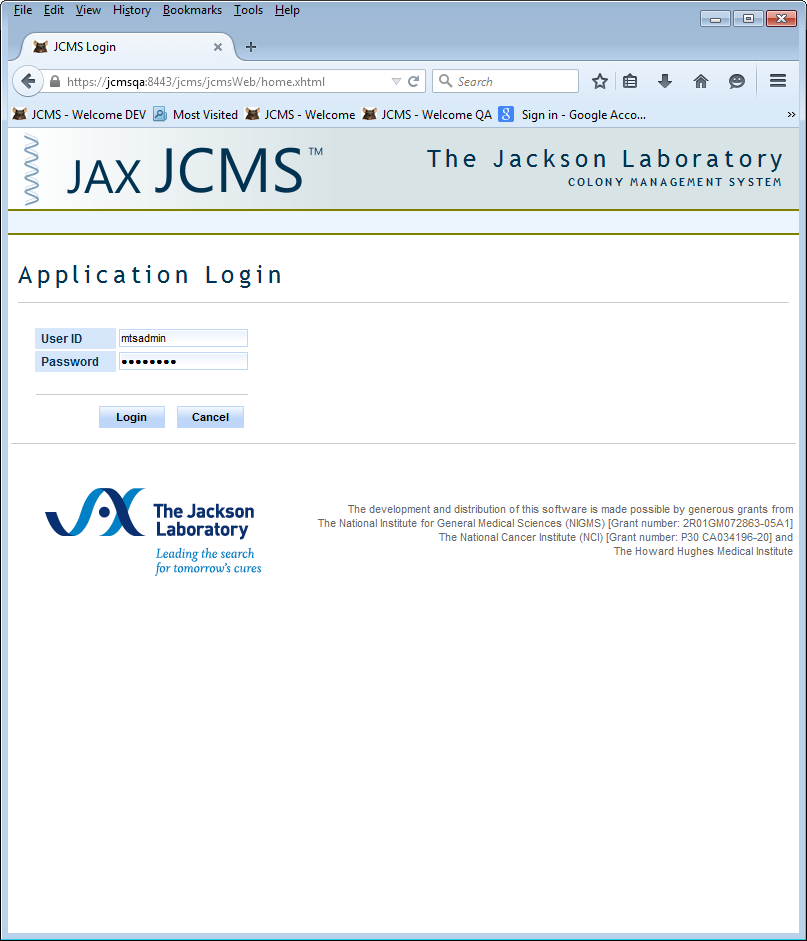 File Edit View History Bookmarks Tools Help
JCMS Login
https://jcmsqa:8443/jcms/jcmsWeb/home.xhtml Search
JCMS - Welcome DEV Most Visited JCMS - Welcome JCMS - Welcome QA 8 Sign in - Google Acco... »
JAX JCMS™
The Jackson Laboratory
COLONY MANAGEMENT SYSTEM
Application Login
User ID mtsadmin
Password ••••••••
Login Cancel
The Jackson
Laboratory
Leading the search
for tomorrow's cures
The development and distribution of this software is made possible by generous grants from
The National Institute for General Medical Sciences (NIGMS) [Grant number: 2R01GM072863-05A1]
The National Cancer Institute (NCI) [Grant number: P30 CA034196-20] and
The Howard Hughes Medical Institute